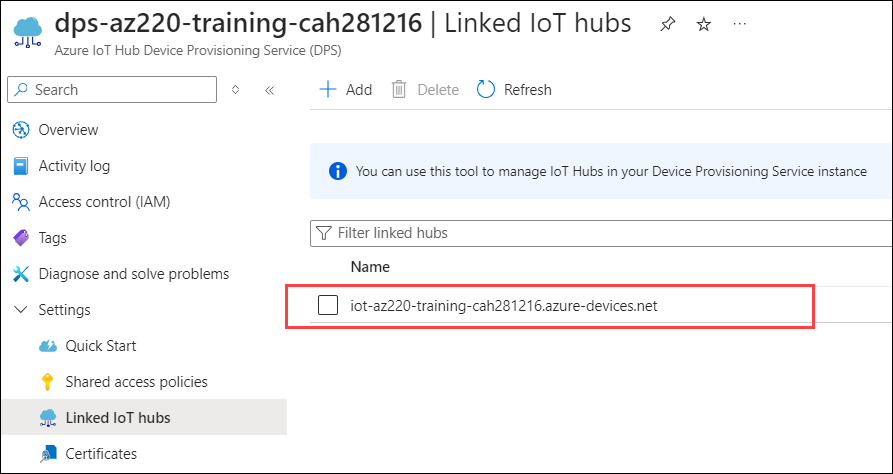 dps-az220-training-cah281216 | Linked IoT hubs
Azure IoT Hub Device Provisioning Service (DPS)
Search
Add
Delete
Refresh
Overview
Activity log
Access control (IAM)
Tags
Diagnose and solve problems
Settings
Quick Start
Shared access policies
Linked IoT hubs
Certificates
You can use this tool to manage IoT Hubs in your Device Provisioning Service instance
Filter linked hubs
Name
iot-az220-training-cah281216.azure-devices.net